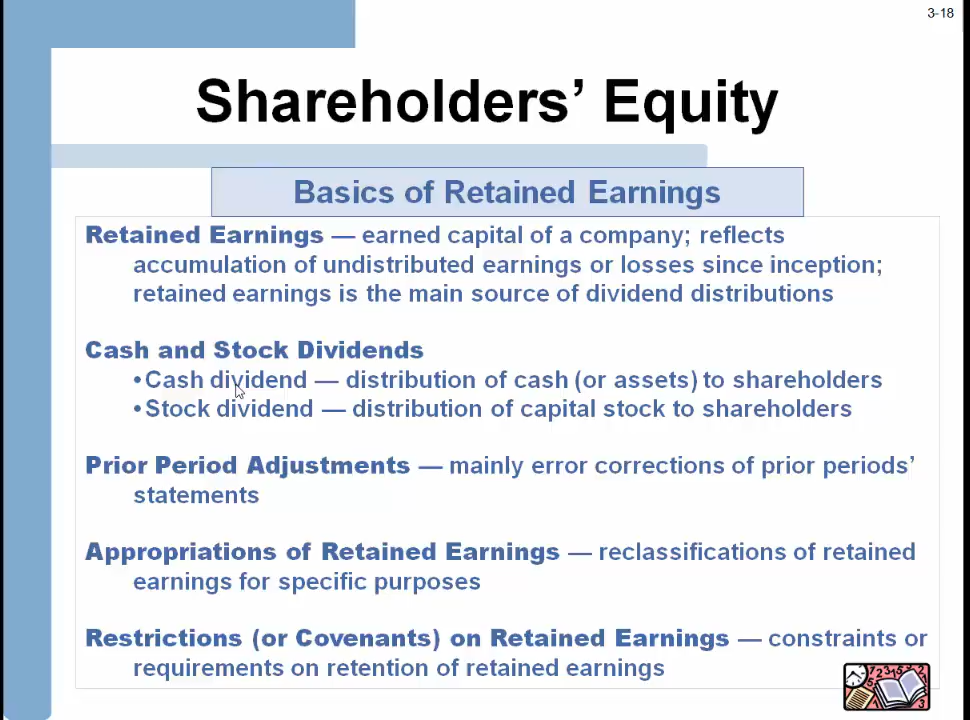 3-18
Shareholders’ Equity
Basics of Retained Earnings
Retained Earnings — earned capital of a company; reflects
accumulation of undistributed earnings or losses since inception;
retained earnings is the main source of dividend distributions
Cash and Stock Dividends
•Cash dividend — distribution of cash (or assets) to shareholders
•Stock dividend — distribution of capital stock to shareholders
Prior Period Adjustments — mainly error corrections of prior periods’
statements
Appropriations of Retained Earnings — reclassifications of retained
earnings for specific purposes
Restrictions (or Covenants) on Retained Earnings — constraints or
requirements on retention of retained earnings